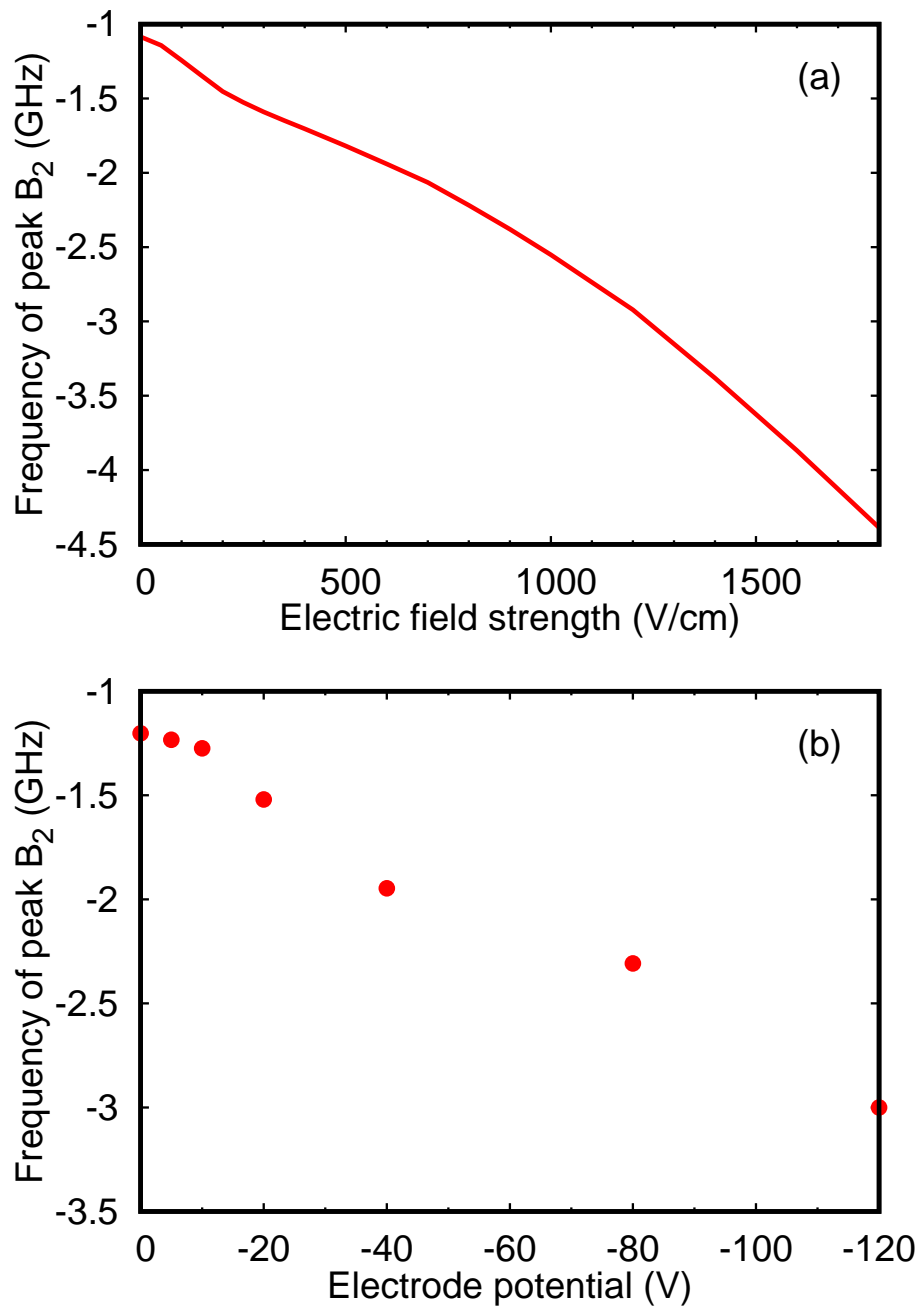 -1
-1.5
-2
-2.5
-3
-3.5
-4
-4.5
Frequency of peak B2 (GHz)
(a)
0 500 1000 1500
Electric field strength (V/cm)
-1
-1.5
-2
-2.5
-3
-3.5
Frequency of peak B2 (GHz)
(b)
0 -20 -40 -60 -80 -100 -120
Electrode potential (V)